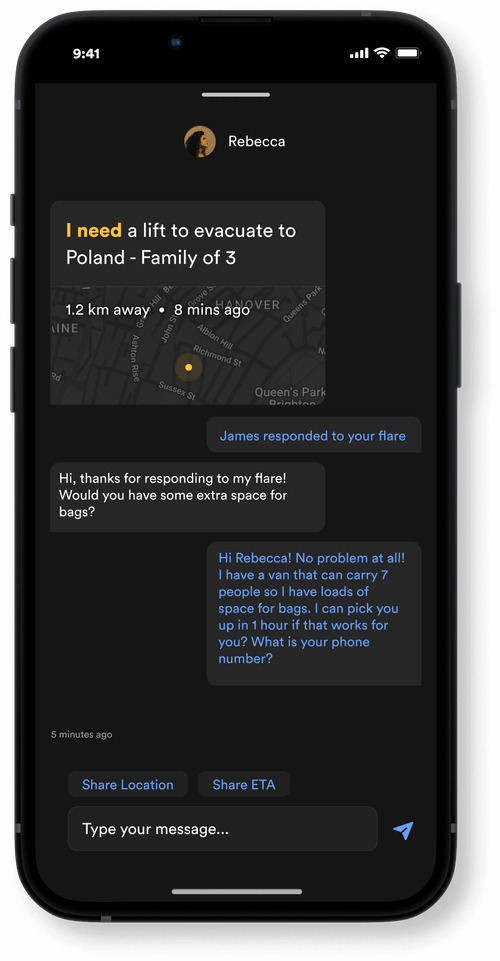 9:41
Rebecca
I need a lift to evacuate to
Poland - Family of 3
1.2 km away • 8 mins ago
HANOVER
Queens Park
Grove
John St
Albion Hill
Richmond St
Ashton Rise
Sussex St
Rd
Queen's Park
Brighton
James responded to your flare
Hi, thanks for responding to my flare!
Would you have some extra space for
bags?
Hi Rebecca! No problem at all!
I have a van that can carry 7
people so I have loads of
space for bags. I can pick you
up in 1 hour if that works for
you? What is your phone
number?
5 minutes ago
Share Location
Share ETA
Type your message...